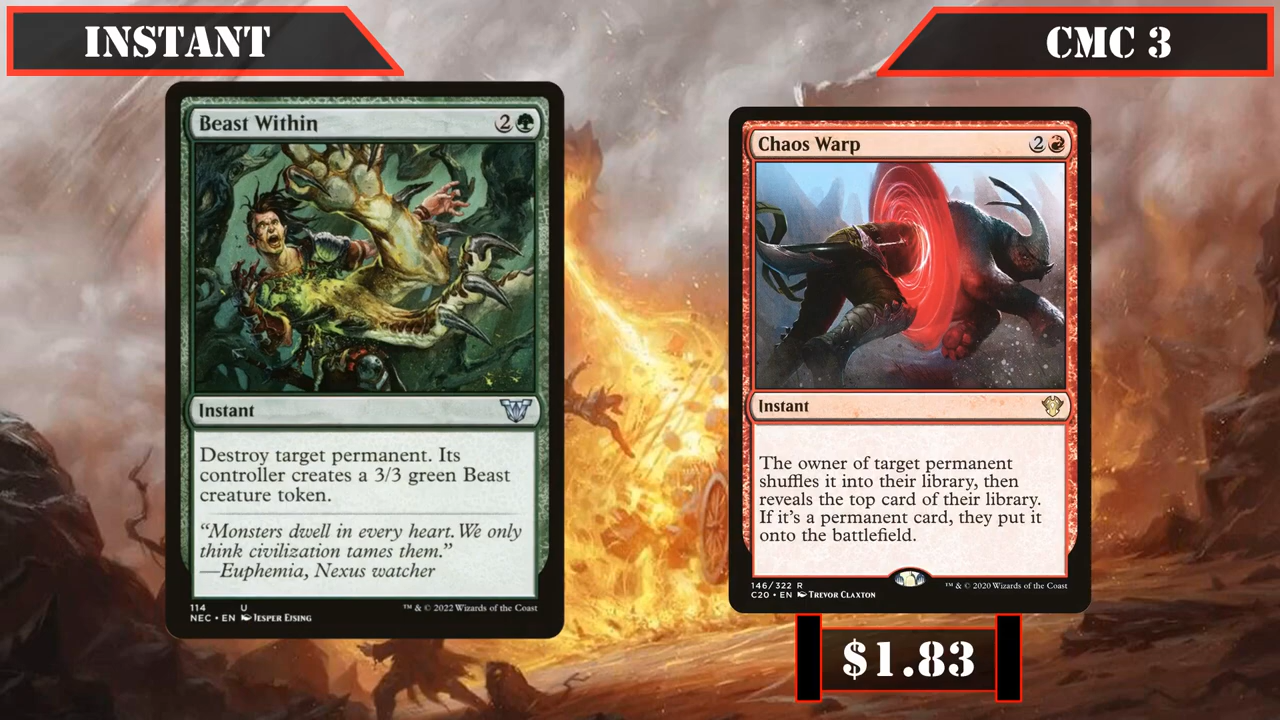 INSTANT
CMC 3
Beast Within
2
Instant
Destroy target permanent. Its
controller creates a 3/3 green Beast
creature token.
“Monsters dwell in every heart. We only
think civilization tames them.”
—Euphemia, Nexus watcher
114 U
NEC • EN JESPER EJSING
™ & © 2022 Wizards of the Coast
Chaos Warp
2
Instant
The owner of target permanent
shuffles it into their library, then
reveals the top card of their library.
If it’s a permanent card, they put it
onto the battlefield.
146/322 R
C20 • EN TREVOR CLAXTON
™ & © 2020 Wizards of the Coast
$1.83